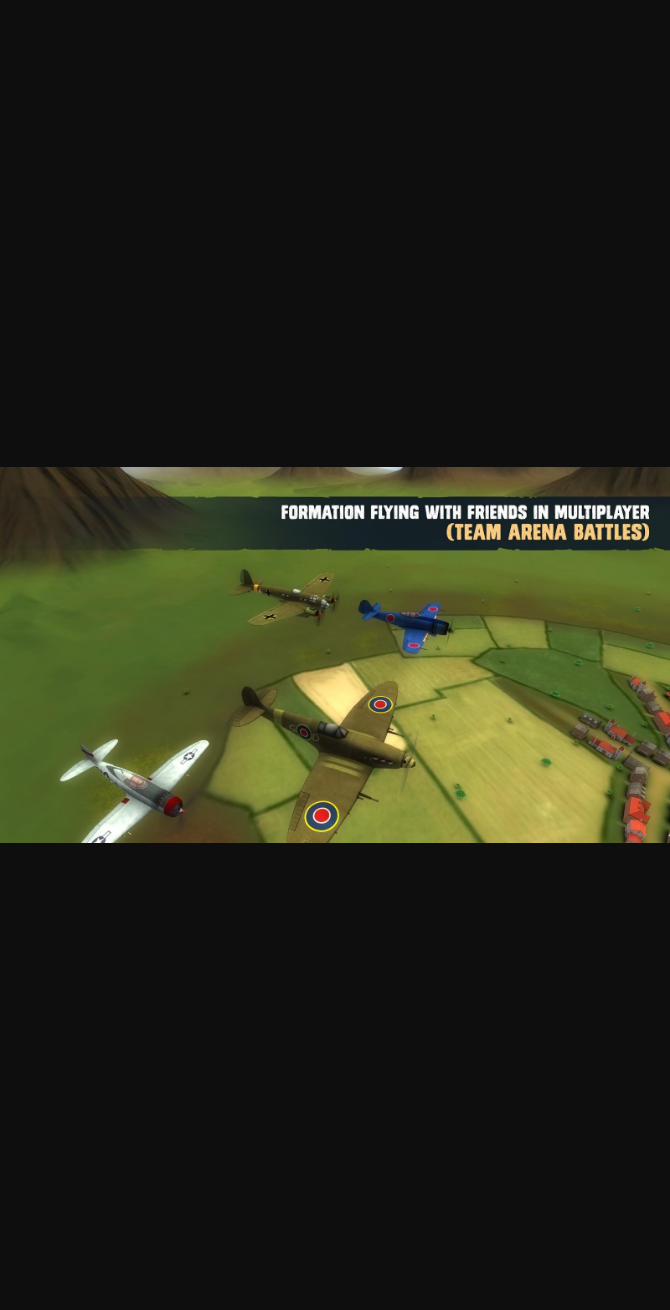 FORMATION FLYING WITH FRIENDS IN MULTIPLAYER
(TEAM ARENA BATTLES)